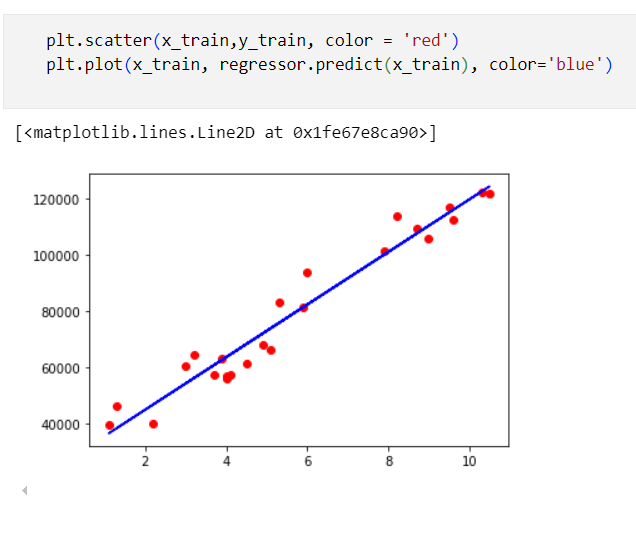 plt.scatter(x_train,y_train, color = 'red')
plt.plot(x_train, regressor.predict(x_train), color='blue')
[<matplotlib.lines.Line2D at 0x1fe67e8ca90>]
120000
100000
80000
60000
40000
2 4 6 8 10